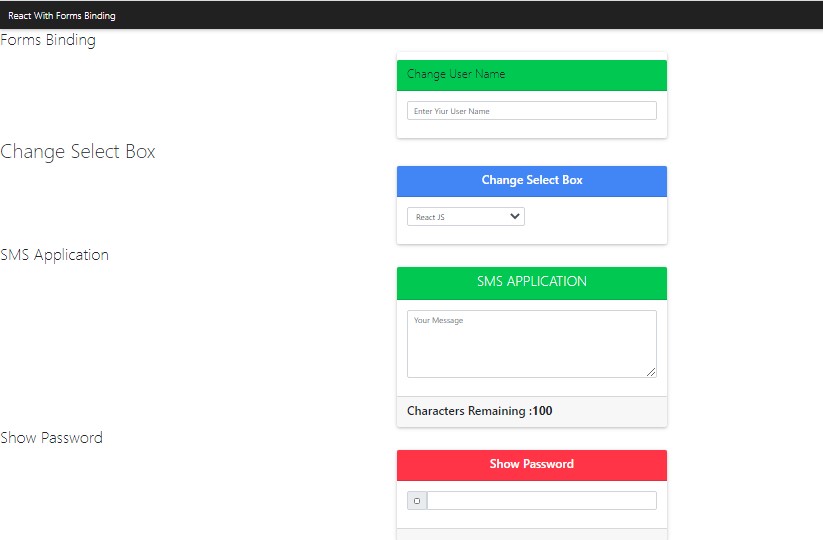 React With Forms Binding
Forms Binding
Change User Name
Enter Yiur User Name
Change Select Box
Change Select Box
React JS
SMS Application
SMS APPLICATION
Your Message
Characters Remaining :100
Show Password
Show Password